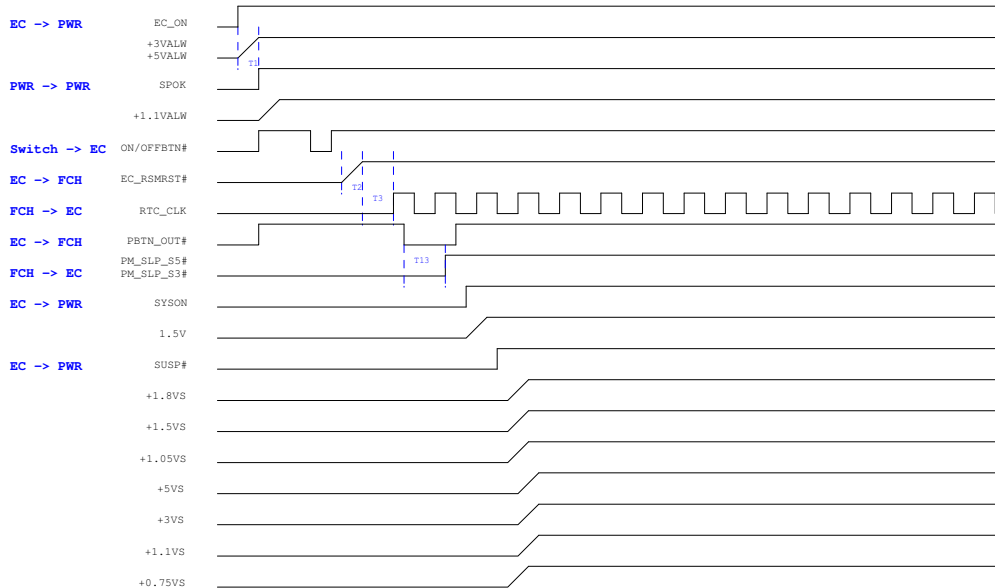 EC -> PWR EC_ON
+3VALW
+5VALW
T1
PWR -> PWR SPOK
+1.1VALW
Switch -> EC ON/OFFBTN#
EC -> FCH EC_RSMRST#
T2
T3
FCH -> EC RTC_CLK
EC -> FCH PBTN_OUT#
PM_SLP_S5#
T13
FCH -> EC PM_SLP_S3#
EC -> PWR SYSON
1.5V
EC -> PWR SUSP#
+1.8VS
+1.5VS
+1.05VS
+5VS
+3VS
+1.1VS
+0.75VS